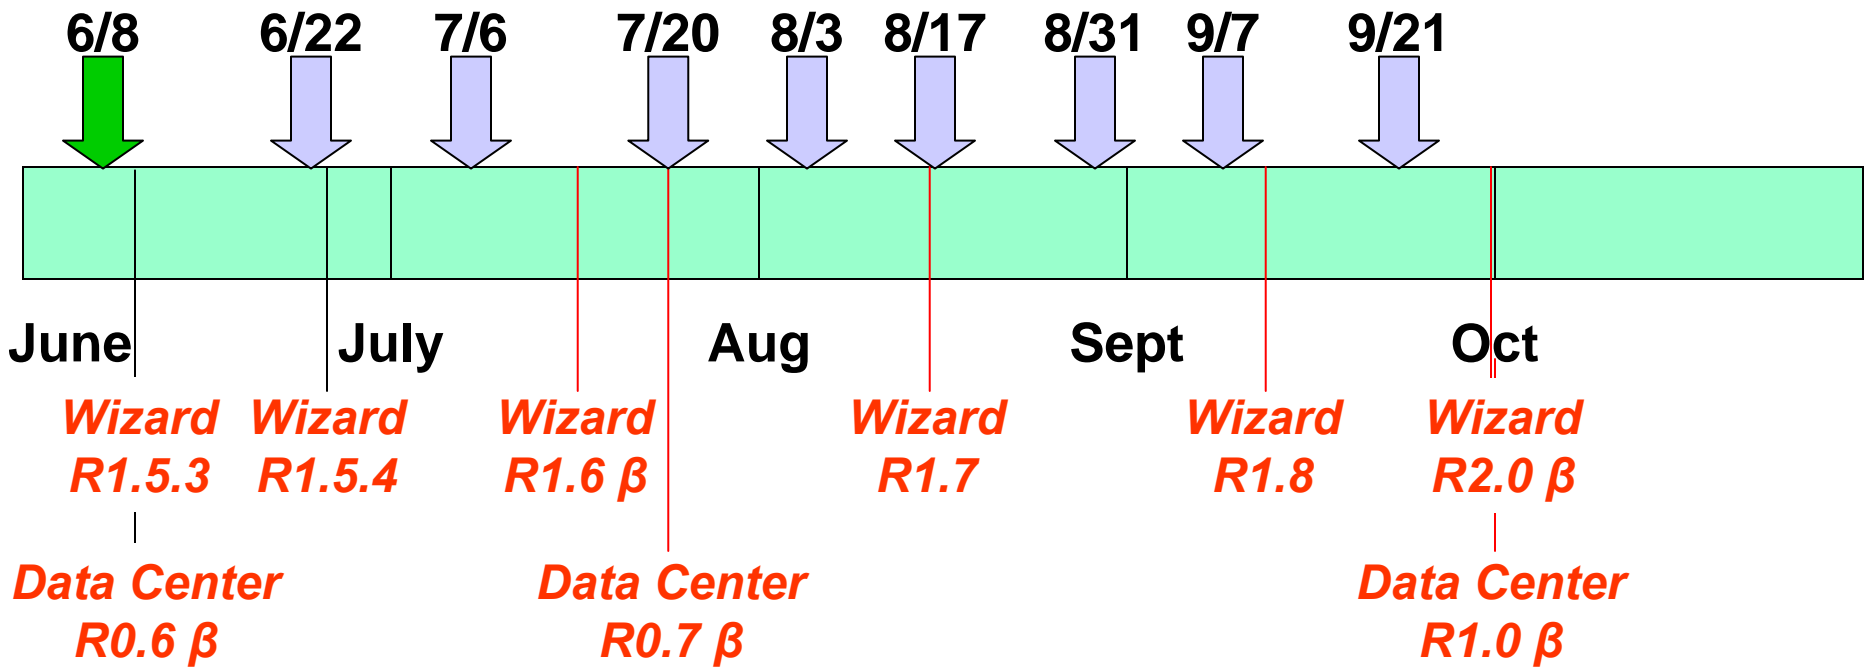 6/8 6/22 7/6 7/20 8/3 8/17 8/31 9/7 9/21
June July Aug Sept Oct
Wizard Wizard Wizard Wizard Wizard Wizard
R1.5.3 R1.5.4 R1.6 β R1.7 R1.8 R2.0 β
Data Center Data Center Data Center
R0.6 β R0.7 β R1.0 β